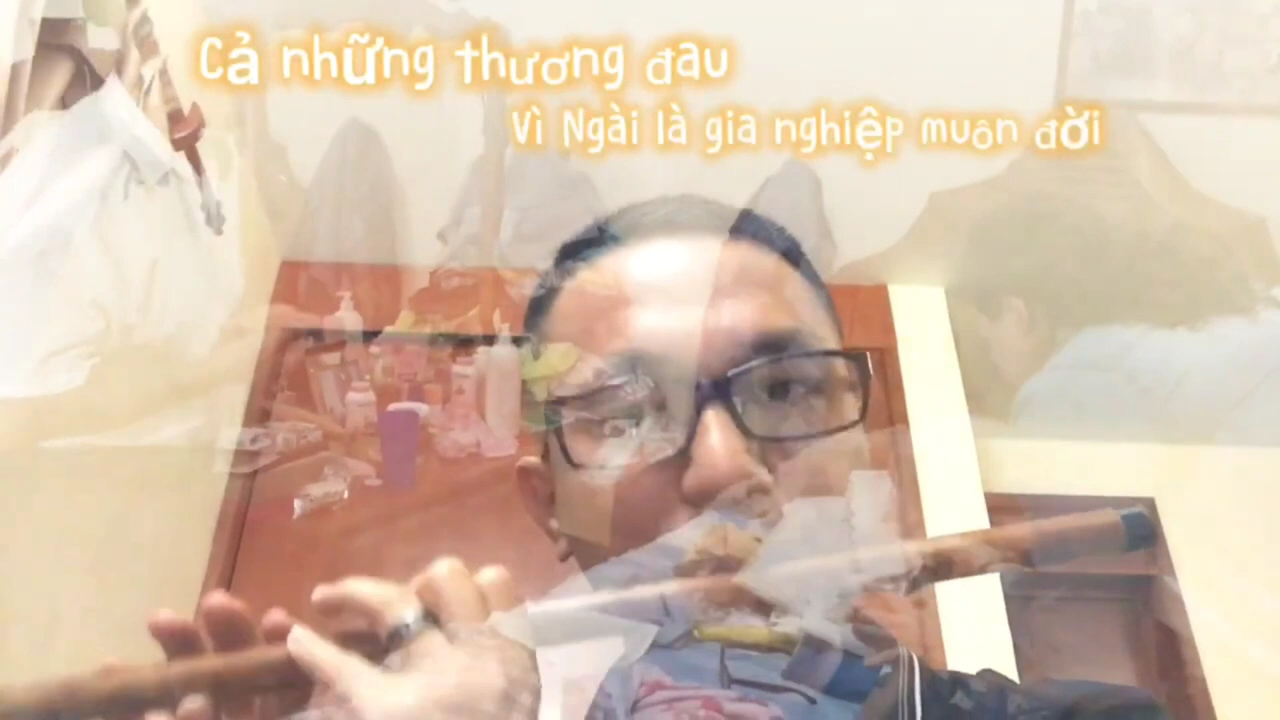 Cả những thương đau
Vì Ngài là gia nghiệp muôn đời